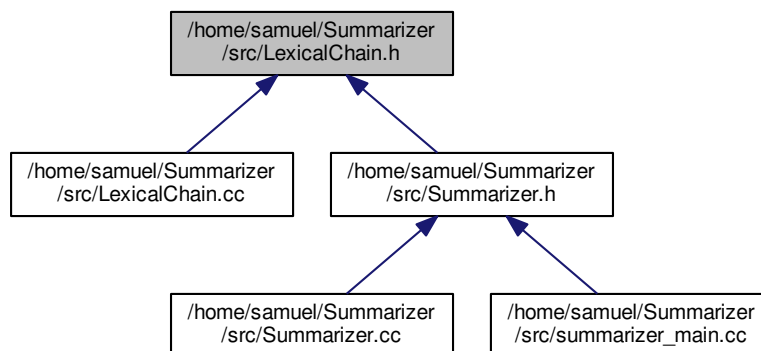 /home/samuel/Summarizer
/src/LexicalChain.h
/home/samuel/Summarizer
/src/LexicalChain.cc
/home/samuel/Summarizer
/src/Summarizer.h
/home/samuel/Summarizer
/src/Summarizer.cc
/home/samuel/Summarizer
/src/summarizer_main.cc